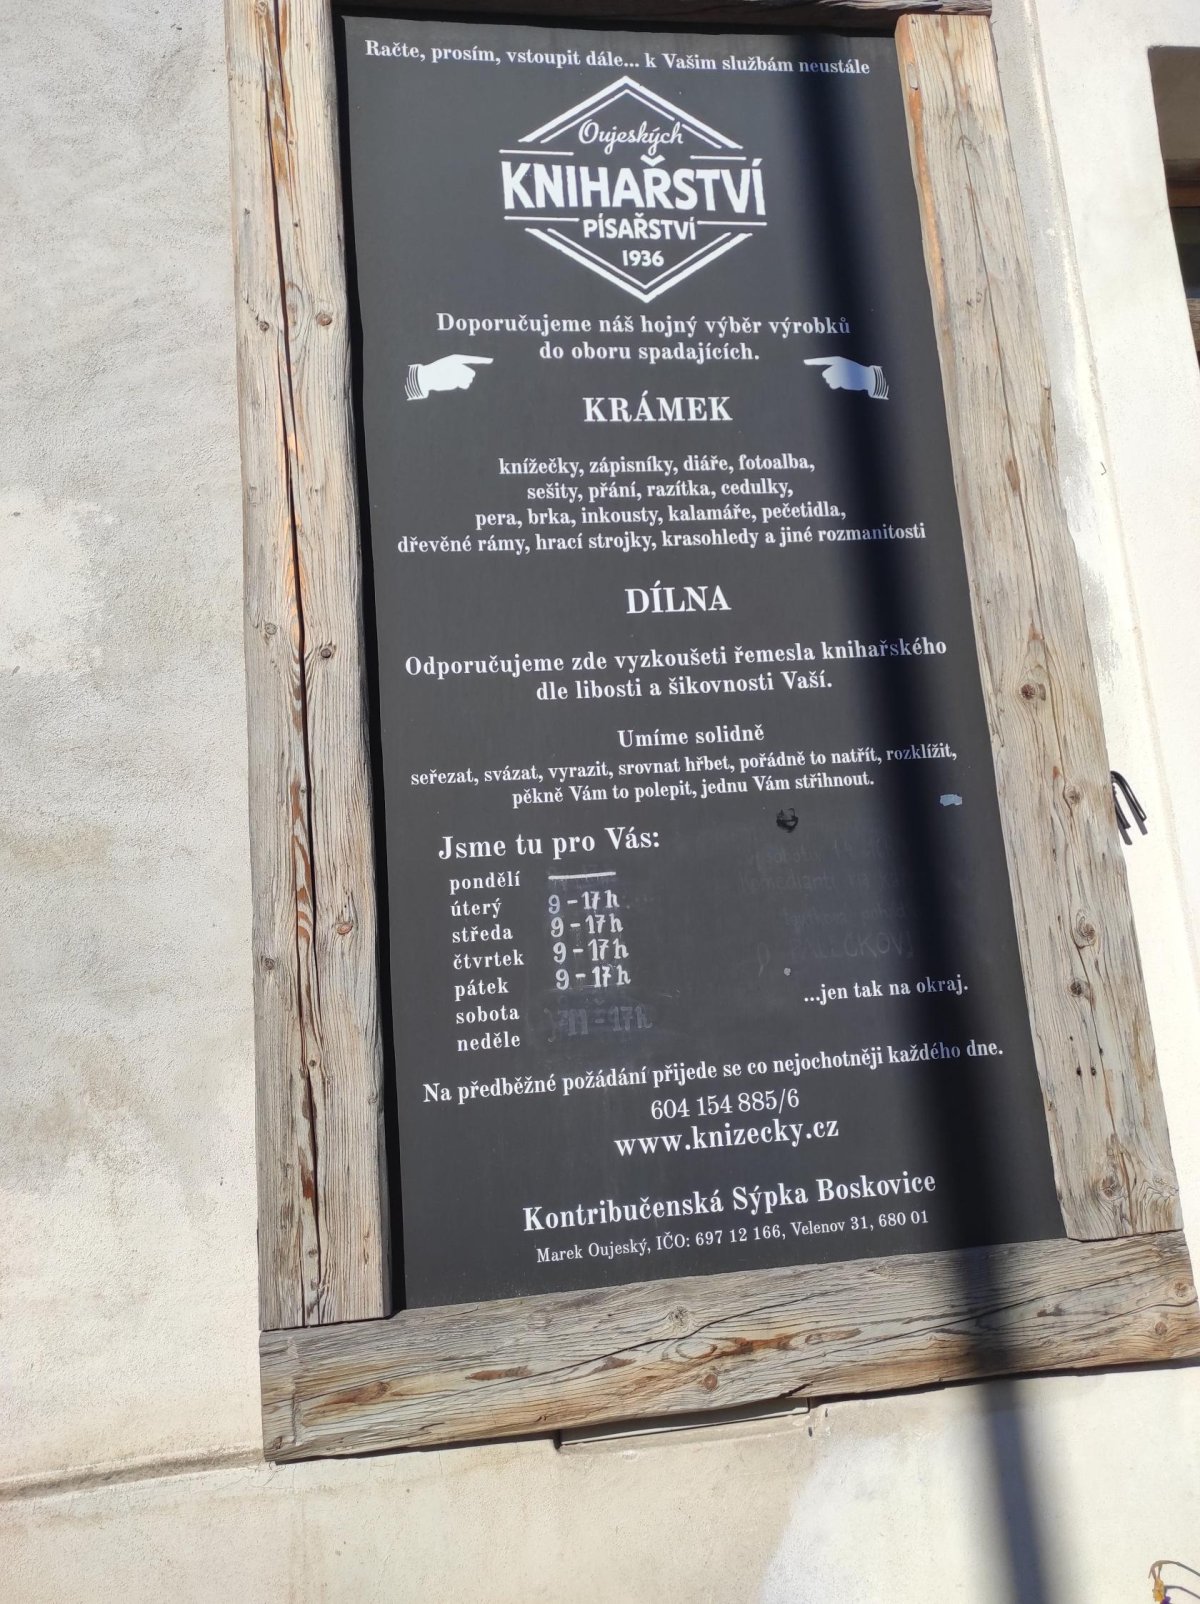 Račte, prosím, vstoupit dále... k Vašim službám neustále
Oujeských
KNIHAŘSTVÍ
PÍSAŘSTVÍ
1936
Doporučujeme náš hojný výběr výrobků
do oboru spadajících.
KRÁMEK
knížečky, zápisníky, diáře, fotoalba,
sešity, přání, razítka, cedulky,
pera, brka, inkousty, kalamáře, pečetidla,
dřevěné rámy, hrací strojky, krasohledy a jiné rozmanitosti
DÍLNA
Odporučujeme zde vyzkoušeti řemesla knihařského
dle libosti a šikovnosti Vaší.
Umíme solidně
seřezat, svázat, vyrazit, srovnat hřbet, pořádně to natřít, rozklížit,
pěkně Vám to polepit, jednu Vám střihnout.
Jsme tu pro Vás:
pondělí
úterý 9 - 17 h
středa 9 - 17 h
čtvrtek 9 - 17 h
pátek 9 - 17 h
sobota
neděle
11 - 17 h
...jen tak na okraj.
Na předběžné požádání přijede se co nejochotněji každého dne.
604 154 885/6
www.knizecky.cz
Kontribučenská Sýpka Boskovice
Marek Oujeský, IČO: 697 12 166, Velenov 31, 680 01